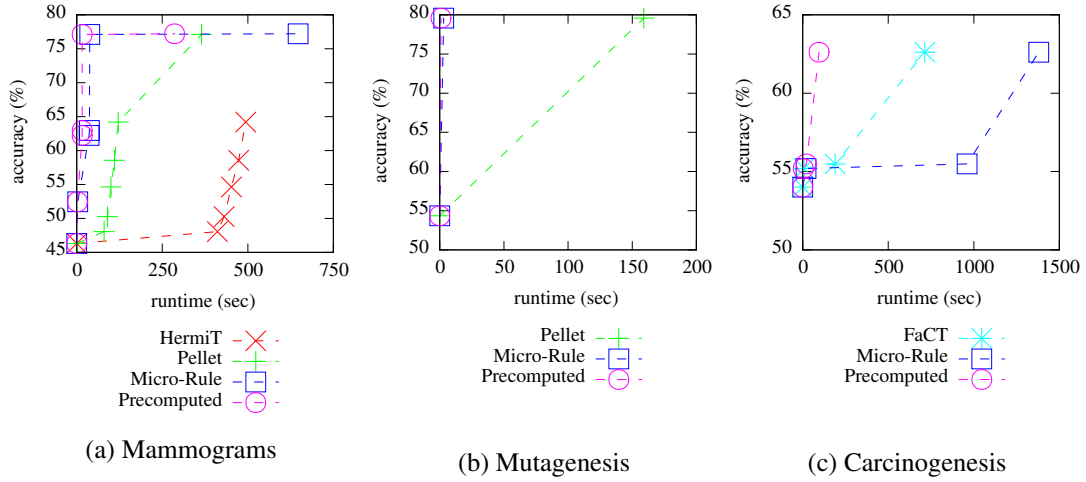 80
75
70
65
60
55
50
45
accuracy (%)
0 250 500 750
runtime (sec)
HermiT
Pellet
Micro-Rule
Precomputed
(a) Mammograms
80
75
70
65
60
55
50
accuracy (%)
0 50 100 150 200
runtime (sec)
Pellet
Micro-Rule
Precomputed
(b) Mutagenesis
65
60
55
50
accuracy (%)
0 500 1000 1500
runtime (sec)
FaCT
Micro-Rule
Precomputed
(c) Carcinogenesis